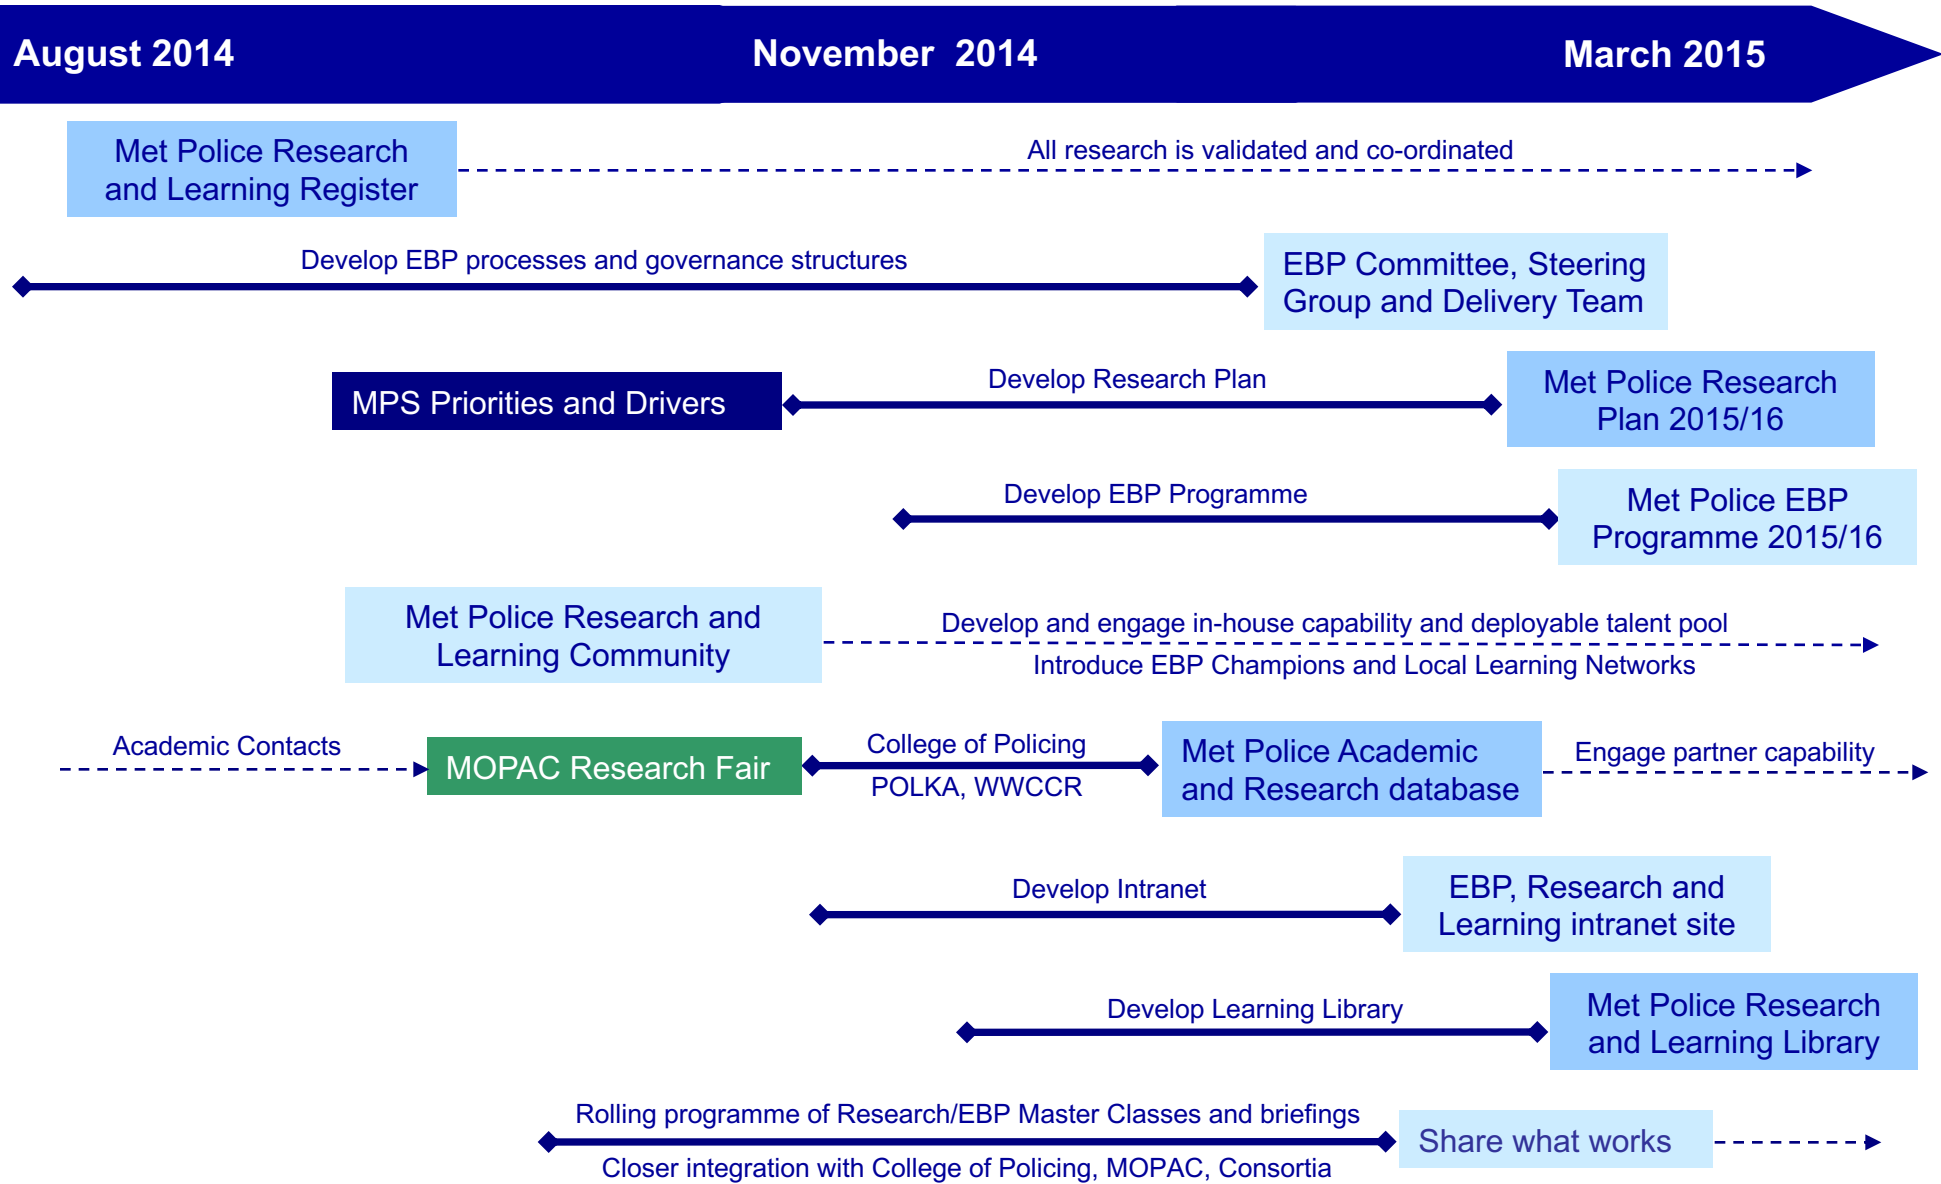 August 2014
November  2014
March 2015
Met Police Research
and Learning Register
All research is validated and co-ordinated
Develop EBP processes and governance structures
EBP Committee, Steering
Group and Delivery Team
MPS Priorities and Drivers
Develop Research Plan
Met Police Research
Plan 2015/16
Develop EBP Programme
Met Police EBP
Programme 2015/16
Met Police Research and
Learning Community
Develop and engage in-house capability and deployable talent pool
Introduce EBP Champions and Local Learning Networks
Academic Contacts
MOPAC Research Fair
College of Policing
POLKA, WWCCR
Met Police Academic
and Research database
Engage partner capability
Develop Intranet
EBP, Research and
Learning intranet site
Develop Learning Library
Met Police Research
and Learning Library
Rolling programme of Research/EBP Master Classes and briefings
Closer integration with College of Policing, MOPAC, Consortia
Share what works